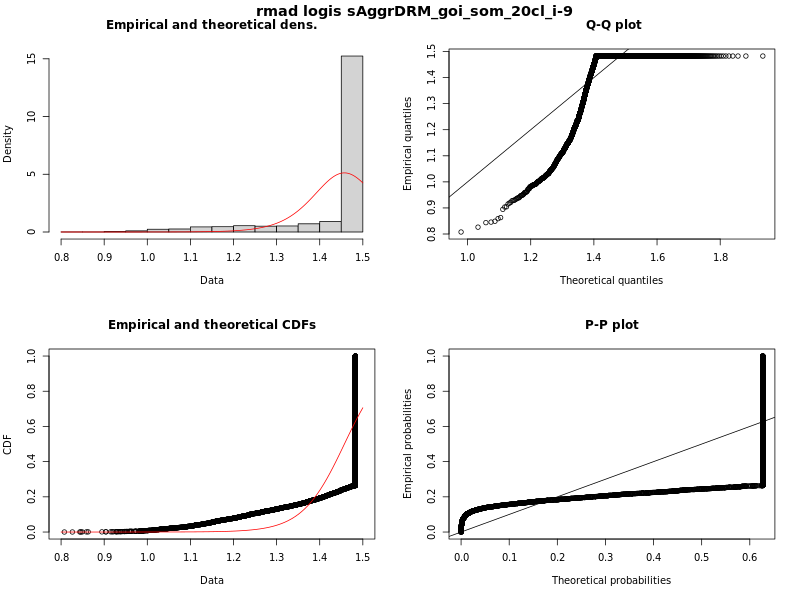 rmad logis sAggrDRM_goi_som_20cl_i-9
Empirical and theoretical dens.
Density
0 5 10 15
0.8 0.9 1.0 1.1 1.2 1.3 1.4 1.5
Data
Q-Q plot
Empirical quantiles
0.8 0.9 1.0 1.1 1.2 1.3 1.4 1.5
1.0 1.2 1.4 1.6 1.8
Theoretical quantiles
Empirical and theoretical CDFs
CDF
0.0 0.2 0.4 0.6 0.8 1.0
0.8 0.9 1.0 1.1 1.2 1.3 1.4 1.5
Data
P-P plot
Empirical probabilities
0.0 0.2 0.4 0.6 0.8 1.0
0.0 0.1 0.2 0.3 0.4 0.5 0.6
Theoretical probabilities